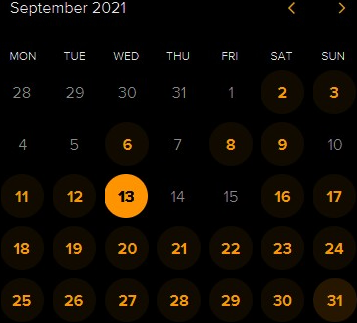 September 2021 < >
MON TUE WED THU FRI SAT SUN
28 29 30 31 1 2 3
4 5 6 7 8 9 10
11 12 13 14 15 16 17
18 19 20 21 22 23 24
25 26 27 28 29 30 31